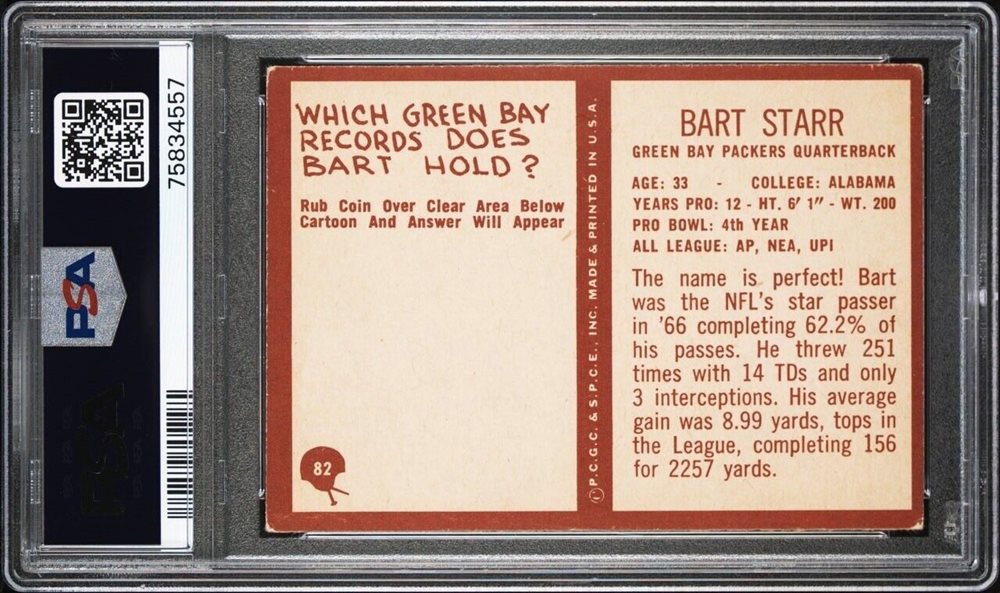 75834557
PSA
WHICH GREEN BAY
RECORDS DOES
BART HOLD?
Rub Coin Over Clear Area Below
Cartoon And Answer Will Appear
82
©P.C.G.C. & S.P.C.E., INC. MADE & PRINTED IN U.S.A.
BART STARR
GREEN BAY PACKERS QUARTERBACK
AGE: 33 - COLLEGE: ALABAMA
YEARS PRO: 12 - HT. 6' 1" - WT. 200
PRO BOWL: 4th YEAR
ALL LEAGUE: AP, NEA, UPI
The name is perfect! Bart
was the NFL's star passer
in '66 completing 62.2% of
his passes. He threw 251
times with 14 TDs and only
3 interceptions. His average
gain was 8.99 yards, tops in
the League, completing 156
for 2257 yards.